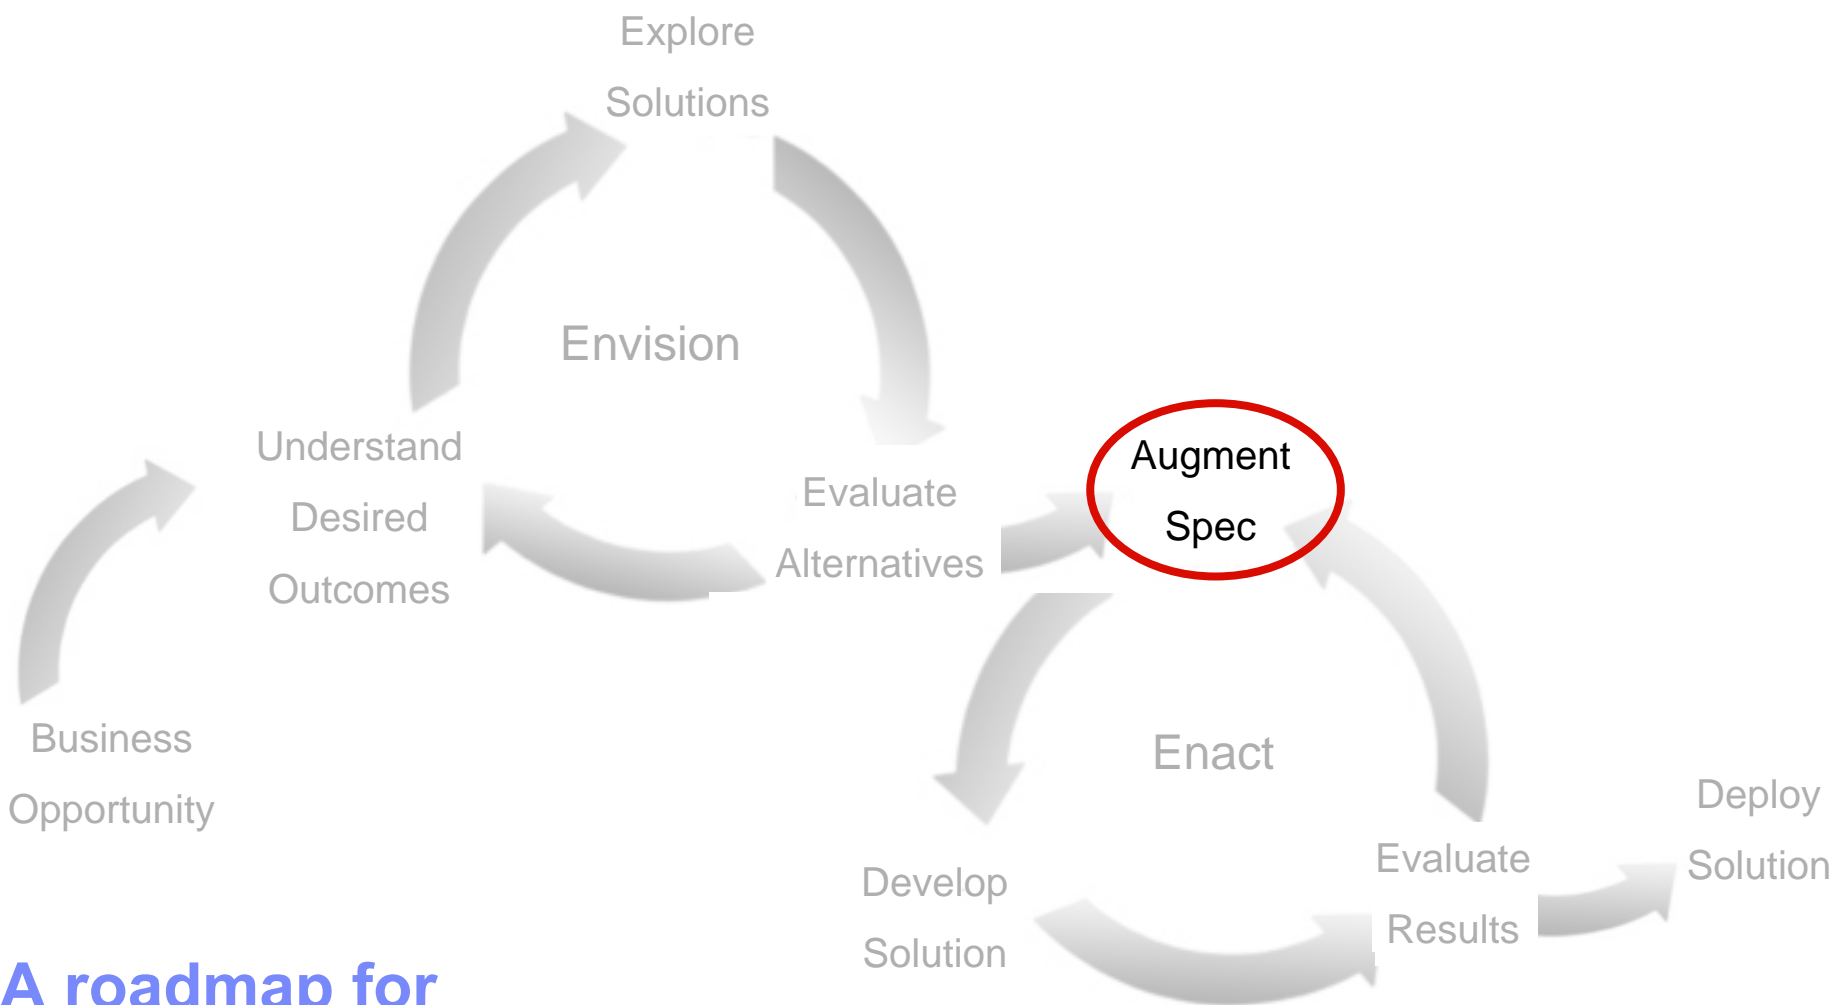 Explore
Solutions
Envision
Understand
Desired
Outcomes
Evaluate
Alternatives
Augment
Spec
Business
Opportunity
Enact
Develop
Solution
Evaluate
Results
Deploy
Solution
A roadmap for